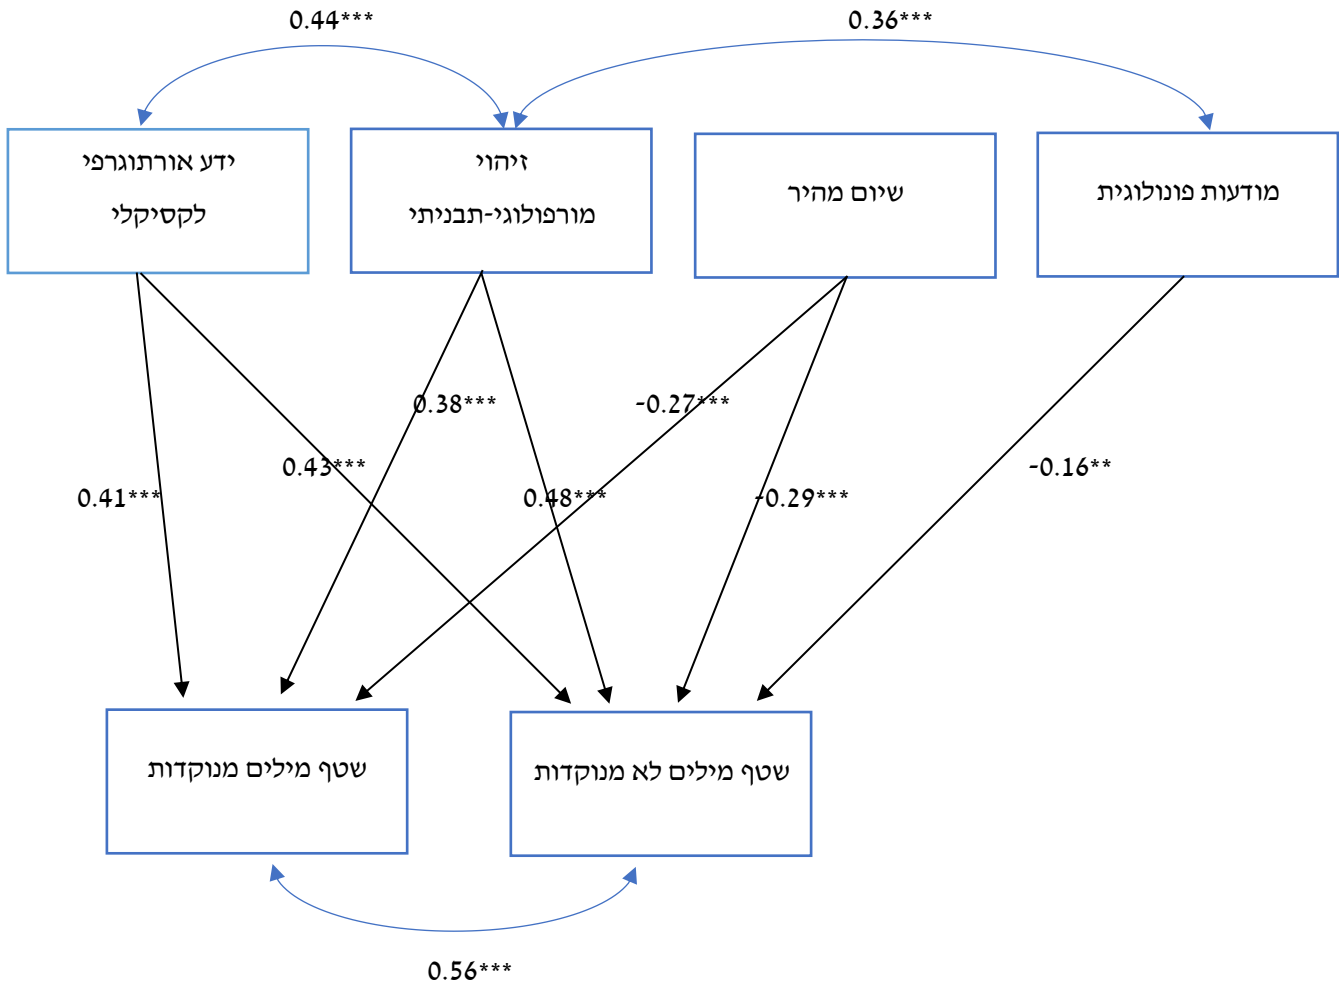 0.44***
0.36***
מודעות פונולוגית
שיום מהיר
זיהוי
מורפולוגי-תבניתי
ידע אורתוגרפי
לקסיקלי
0.38***
-0.27***
0.43***
-0.16**
0.41***
0.48***
-0.29***
שטף מילים לא מנוקדות
שטף מילים מנוקדות
0.56***